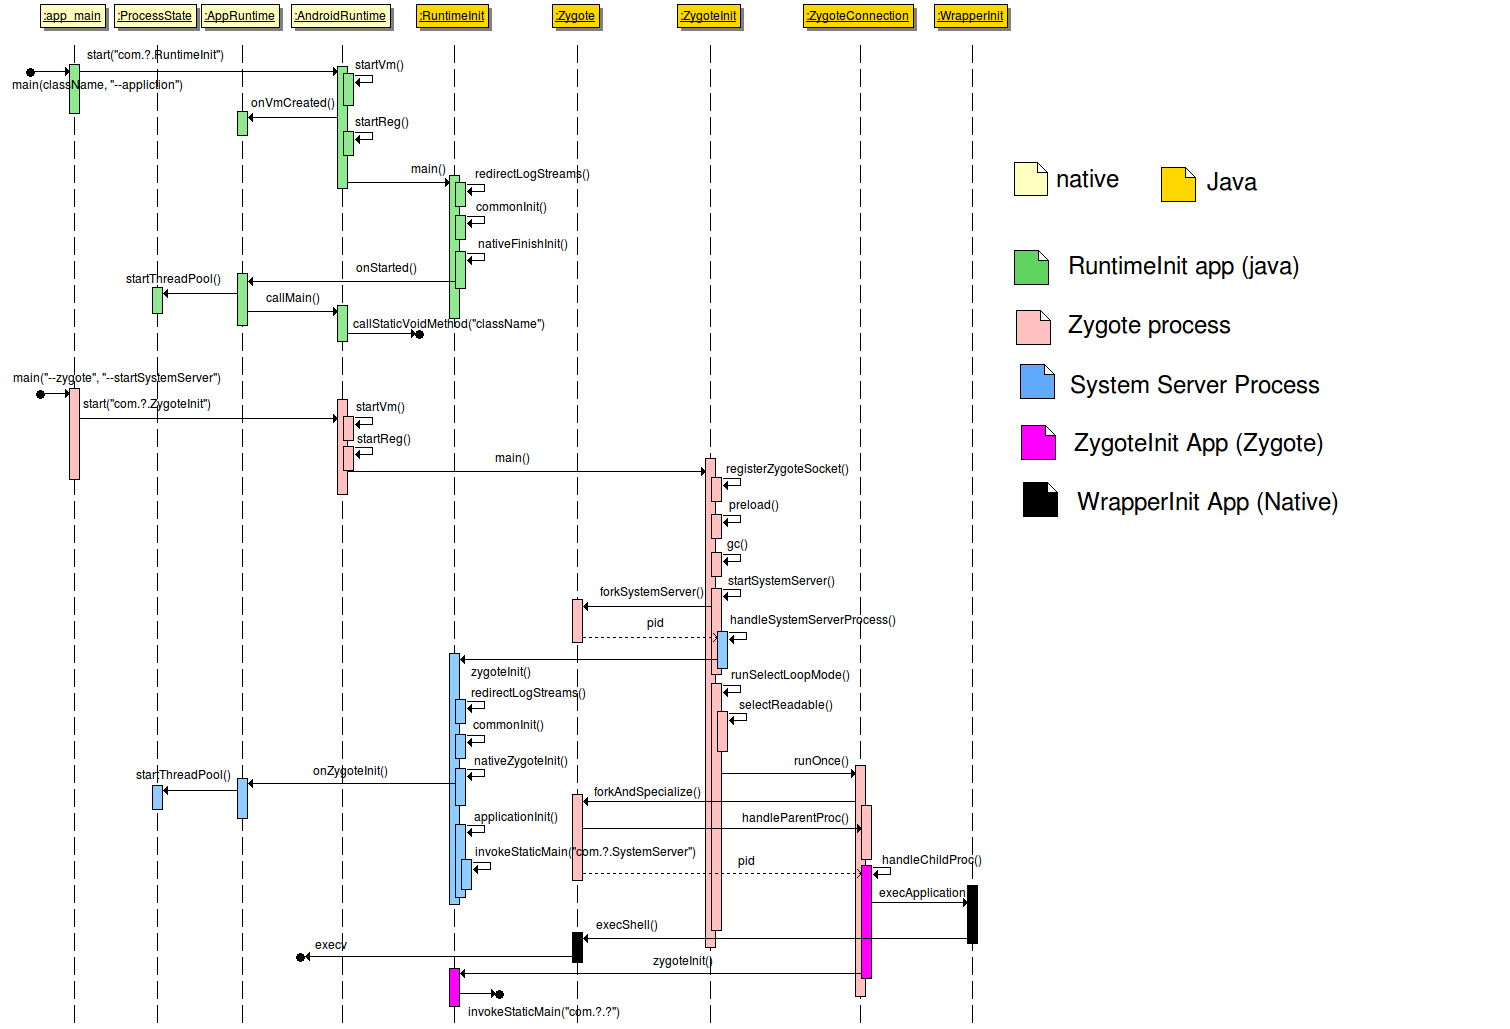 :app_main :ProcessState :AppRuntime :AndroidRuntime :RuntimeInit :Zygote :ZygoteInit :ZygoteConnection :WrapperInit
start("com.?.RuntimeInit")
startVm()
main(className, "--appliction")
onVmCreated()
startReg()
main()
redirectLogStreams()
commonInit()
nativeFinishInit()
onStarted()
startThreadPool()
callMain()
callStaticVoidMethod("className")
main("--zygote", "--startSystemServer")
start("com.?.ZygoteInit")
startVm()
startReg()
main()
registerZygoteSocket()
preload()
gc()
startSystemServer()
forkSystemServer()
pid
handleSystemServerProcess()
zygoteInit()
runSelectLoopMode()
redirectLogStreams()
selectReadable()
commonInit()
nativeZygoteInit()
runOnce()
onZygoteInit()
startThreadPool()
forkAndSpecialize()
applicationInit()
handleParentProc()
invokeStaticMain("com.?.SystemServer")
pid
handleChildProc()
execApplication
execShell()
execv
zygoteInit()
invokeStaticMain("com.?.?")
native
Java
RuntimeInit app (java)
Zygote process
System Server Process
ZygoteInit App (Zygote)
WrapperInit App (Native)